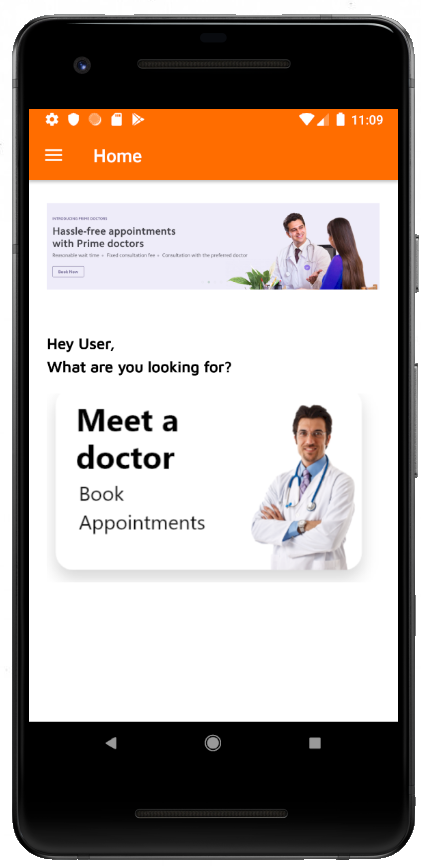 11:09
Home
INTRODUCING PRIME DOCTORS
Hassle-free appointments
with Prime doctors
Reasonable wait time • Fixed consultation fee • Consultation with the preferred doctor
Book Now
Hey User,
What are you looking for?
Meet a
doctor
Book
Appointments